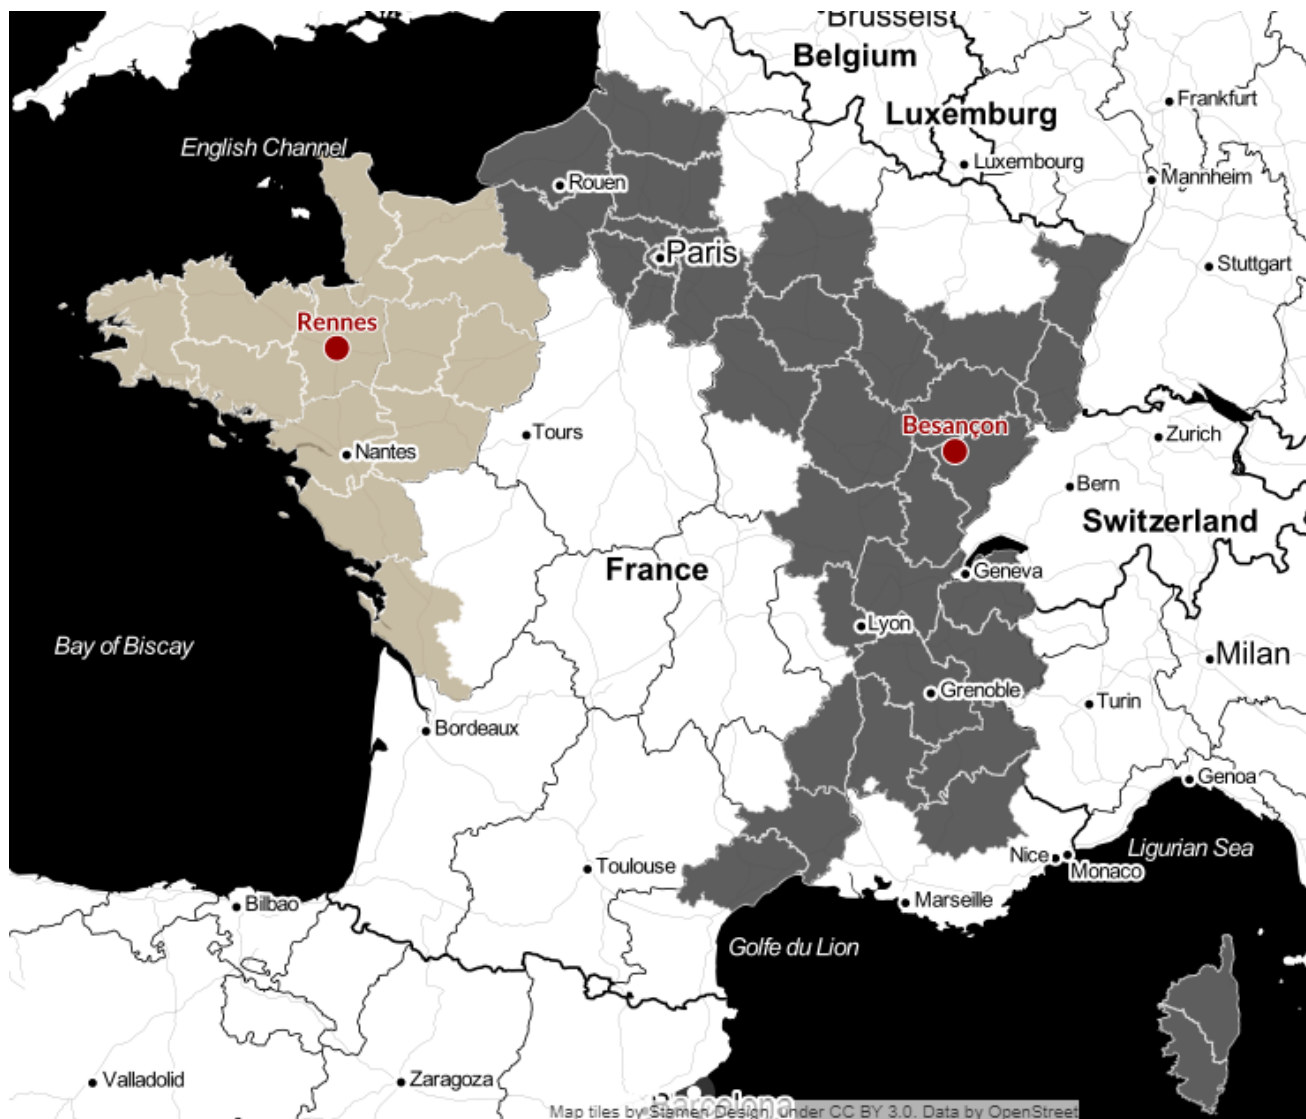 Brussels
Belgium
Frankfurt
Luxemburg
English Channel
Luxembourg
Mannheim
Rouen
Paris
Stuttgart
Rennes
Besançon
Tours
Zurich
Nantes
Bern
Switzerland
France
Geneva
Lyon
Bay of Biscay
Milan
Grenoble
Turin
Bordeaux
Genoa
Ligurian Sea
Nice
Monaco
Toulouse
Marseille
Bilbao
Golfe du Lion
Valladolid
Zaragoza
Barcelona
Map tiles by Stamen Design, under CC BY 3.0. Data by OpenStreet